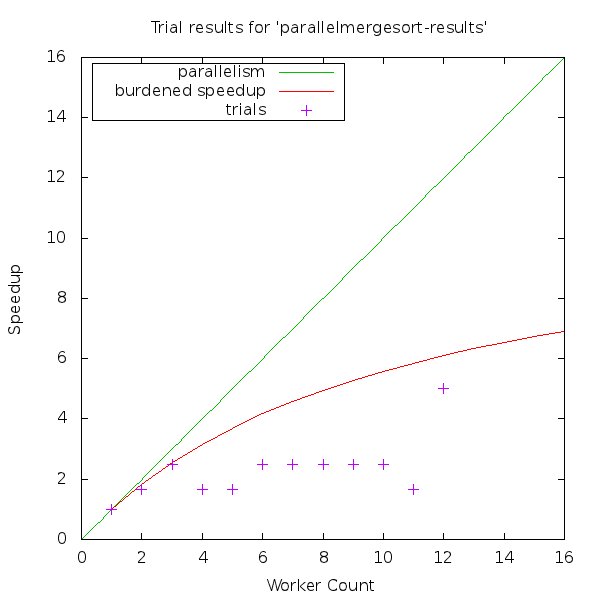 Trial results for 'parallelmergesort-results'
16
parallelism
burdened speedup
trials
14
12
10
8
6
4
2
0
Speedup
0 2 4 6 8 10 12 14 16
Worker Count